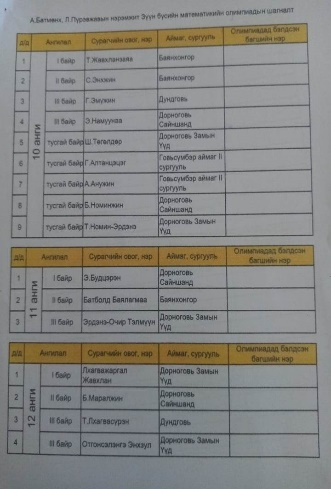 А.Батминх, Л.Пүрэвжавын нэрэмжит Зүүн бүсийн математикийн олимпиадын шагналт
д/д Ангилал Сурагчийн овог, нэр Аймаг, сургууль Олимпиадад бэлдсэн багшийн нэр
10 анги
1 I байр Т.Жавхланзаяа Баянхонгор
2 II байр С.Энхжин Баянхонгор
3 III байр Г.Эмужин Дундговь
4 III байр Э.Намуунаа Дорноговь Сайншанд
5 тусгай байр Ш.Төгөлдөр Дорноговь Замын Үүд
6 тусгай байр Г.Алтанцэцэг Говьсүмбэр аймаг II сургууль
7 тусгай байр А.Анужин Говьсүмбэр аймаг II сургууль
8 тусгай байр Б.Номинжин Дорноговь Сайншанд
9 тусгай байр Т.Номин-Эрдэнэ Дорноговь Замын Үүд
д/д Ангилал Сурагчийн овог, нэр Аймаг, сургууль Олимпиадад бэлдсэн багшийн нэр
11 анги
1 I байр Э.Будцэрэн Дорноговь Сайншанд
2 II байр Батболд Баялагмаа Баянхонгор
3 III байр Эрдэнэ-Очир Тэлмүүн Дорноговь Замын Үүд
д/д Ангилал Сурагчийн овог, нэр Аймаг, сургууль Олимпиадад бэлдсэн багшийн нэр
12 анги
1 I байр Лхагважаргал Жавхлан Дорноговь Замын Үүд
2 II байр Б.Маралжин Дорноговь Сайншанд
3 III байр Т.Лхагвасүрэн Дундговь
4 III байр Отгонсаланга Энхзул Дорноговь Замын Үүд